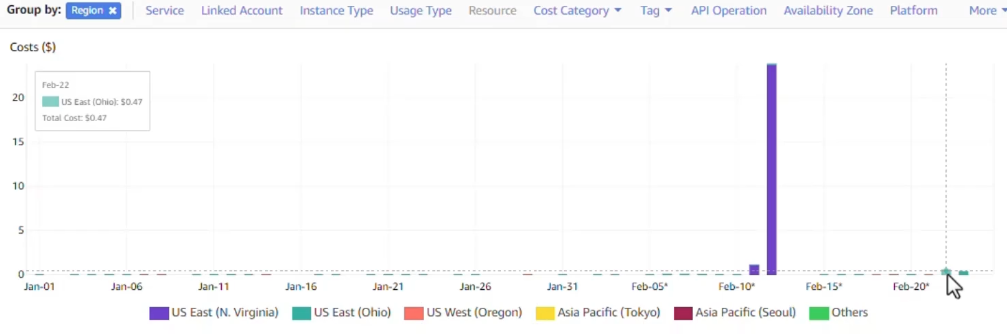 Group by: Region × Service Linked Account Instance Type Usage Type Resource Cost Category Tag API Operation Availability Zone Platform More
Costs ($)
Feb-22
US East (Ohio): $0.47
Total Cost: $0.47
20
15
10
5
0
Jan-01 Jan-06 Jan-11 Jan-16 Jan-21 Jan-26 Jan-31 Feb-05* Feb-10* Feb-15* Feb-20*
US East (N. Virginia) US East (Ohio) US West (Oregon) Asia Pacific (Tokyo) Asia Pacific (Seoul) Others